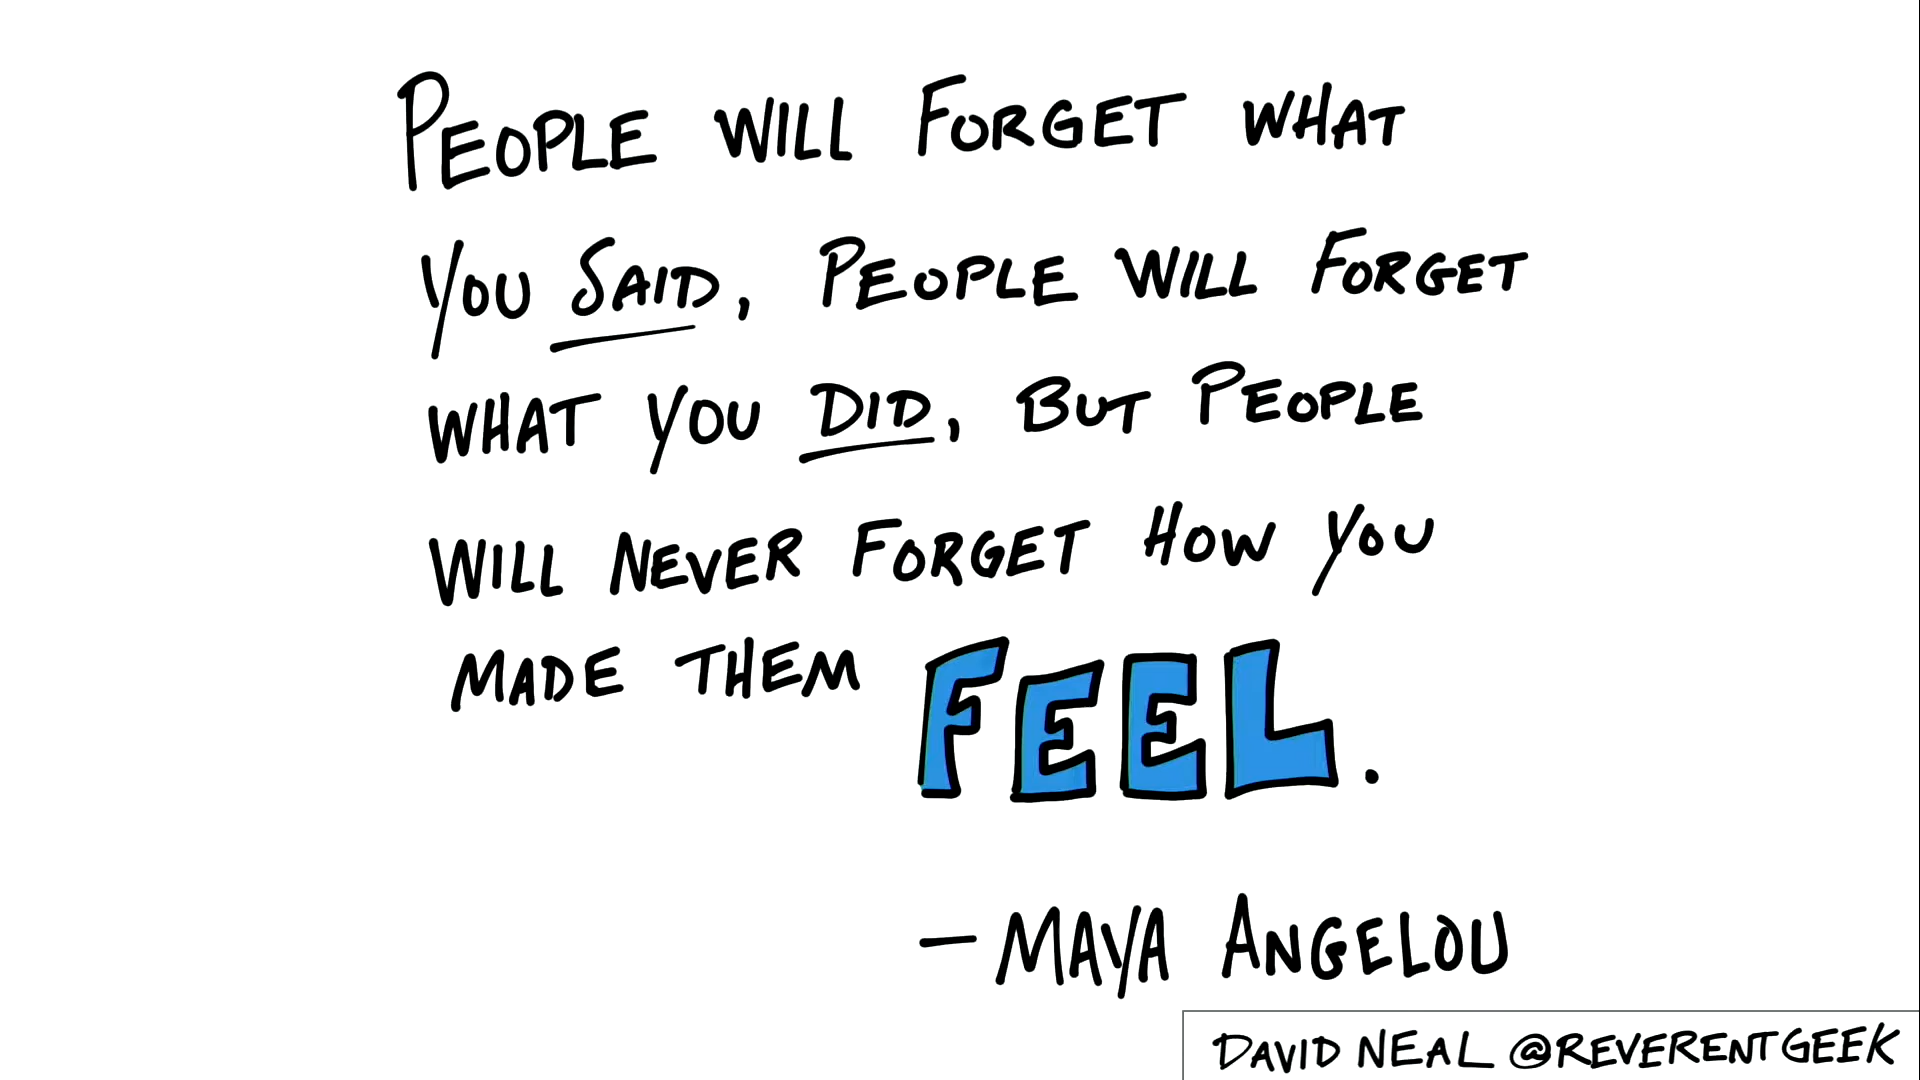 PEOPLE WILL FORGET WHAT
YOU SAID, PEOPLE WILL FORGET
WHAT YOU DID, BUT PEOPLE
WILL NEVER FORGET HOW YOU
MADE THEM FEEL.
— MAYA ANGELOU
DAVID NEAL @REVERENTGEEK